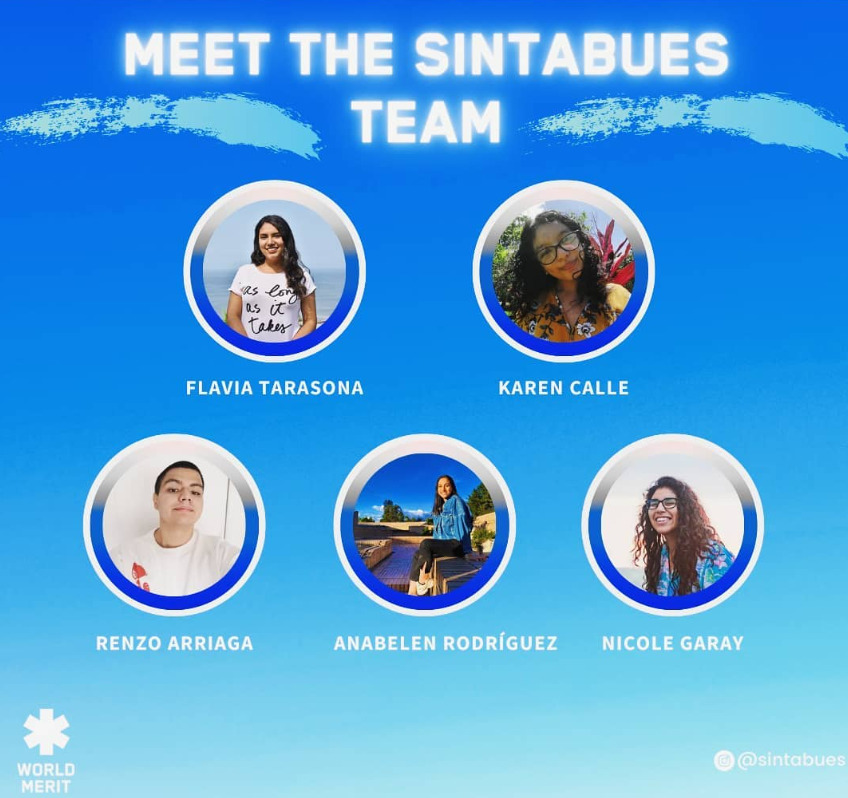 MEET THE SINTABUES
TEAM
as long
as it
takes
FLAVIA TARASONA
KAREN CALLE
RENZO ARRIAGA
ANABELEN RODRÍGUEZ
NICOLE GARAY
WORLD
MERIT
@sintabues